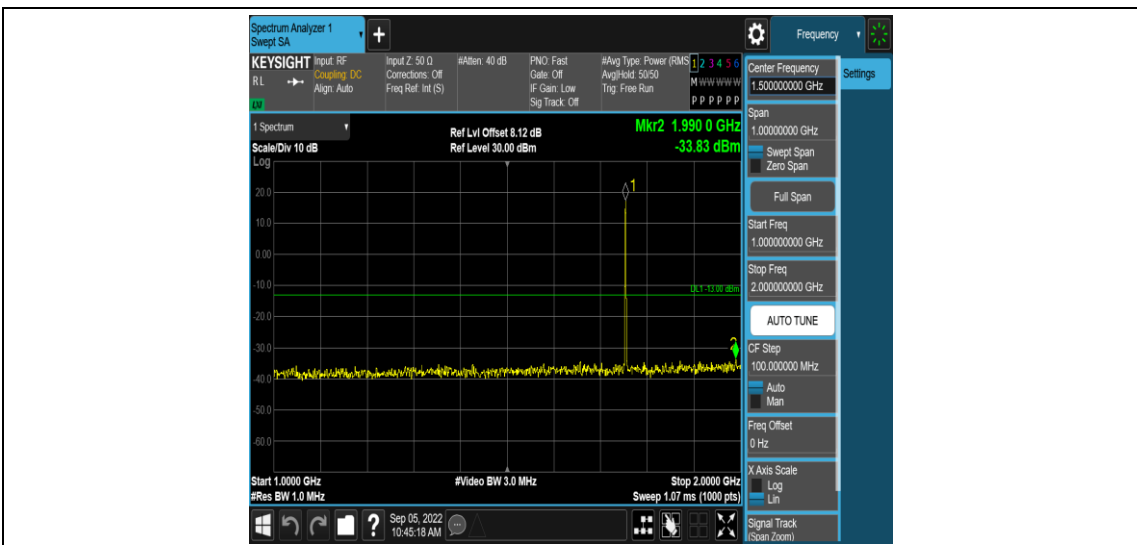 Spectrum Analyzer 1
Swept SA
+
Frequency
KEYSIGHT
RL
LW
Input: RF
Coupling: DC
Align: Auto
Input Z: 50 Ω
Corrections: Off
Freq Ref: Int (S)
#Atten: 40 dB
PNO: Fast
Gate: Off
IF Gain: Low
Sig Track: Off
#Avg Type: Power (RMS
Avg|Hold: 50/50
Trig: Free Run
1 2 3 4 5 6
M W W W W W
P P P P P P
1 Spectrum
Scale/Div 10 dB
Ref Lvl Offset 8.12 dB
Ref Level 30.00 dBm
Mkr2 1.990 0 GHz
-33.83 dBm
Log
20.0
10.0
0.00
-10.0
-20.0
-30.0
-40.0
-50.0
-60.0
1
DL1 -13.00 dBm
2
Start 1.0000 GHz
#Res BW 1.0 MHz
#Video BW 3.0 MHz
Stop 2.0000 GHz
Sweep 1.07 ms (1000 pts)
?
Sep 05, 2022
10:45:18 AM
Center Frequency
1.500000000 GHz
Settings
Span
1.00000000 GHz
Swept Span
Zero Span
Full Span
Start Freq
1.000000000 GHz
Stop Freq
2.000000000 GHz
AUTO TUNE
CF Step
100.000000 MHz
Auto
Man
Freq Offset
0 Hz
X Axis Scale
Log
Lin
Signal Track
(Span Zoom)